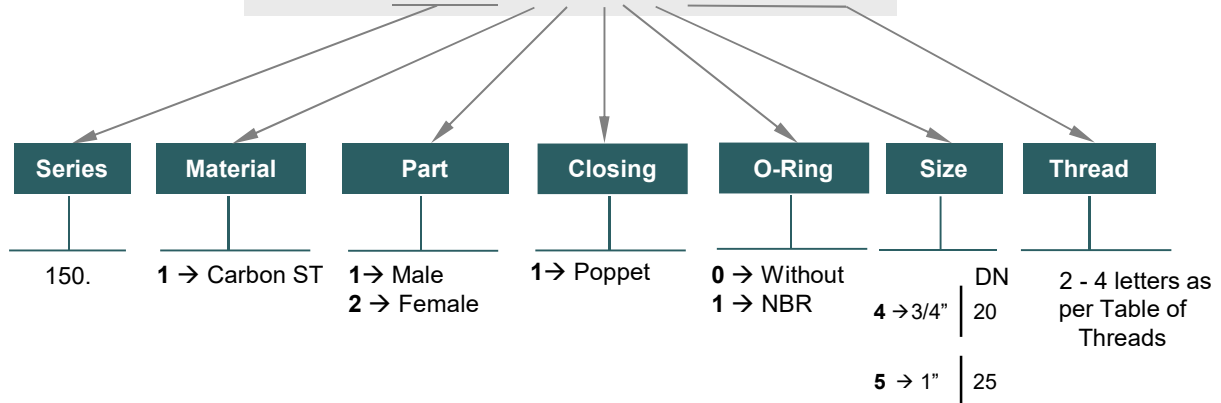 Series
Material
Part
Closing
O-Ring
Size
Thread
150.
1 → Carbon ST
1→ Male
2 → Female
1→ Poppet
0 → Without
1 → NBR
DN
4 →3/4” 20
5 → 1” 25
2 - 4 letters as
per Table of
Threads